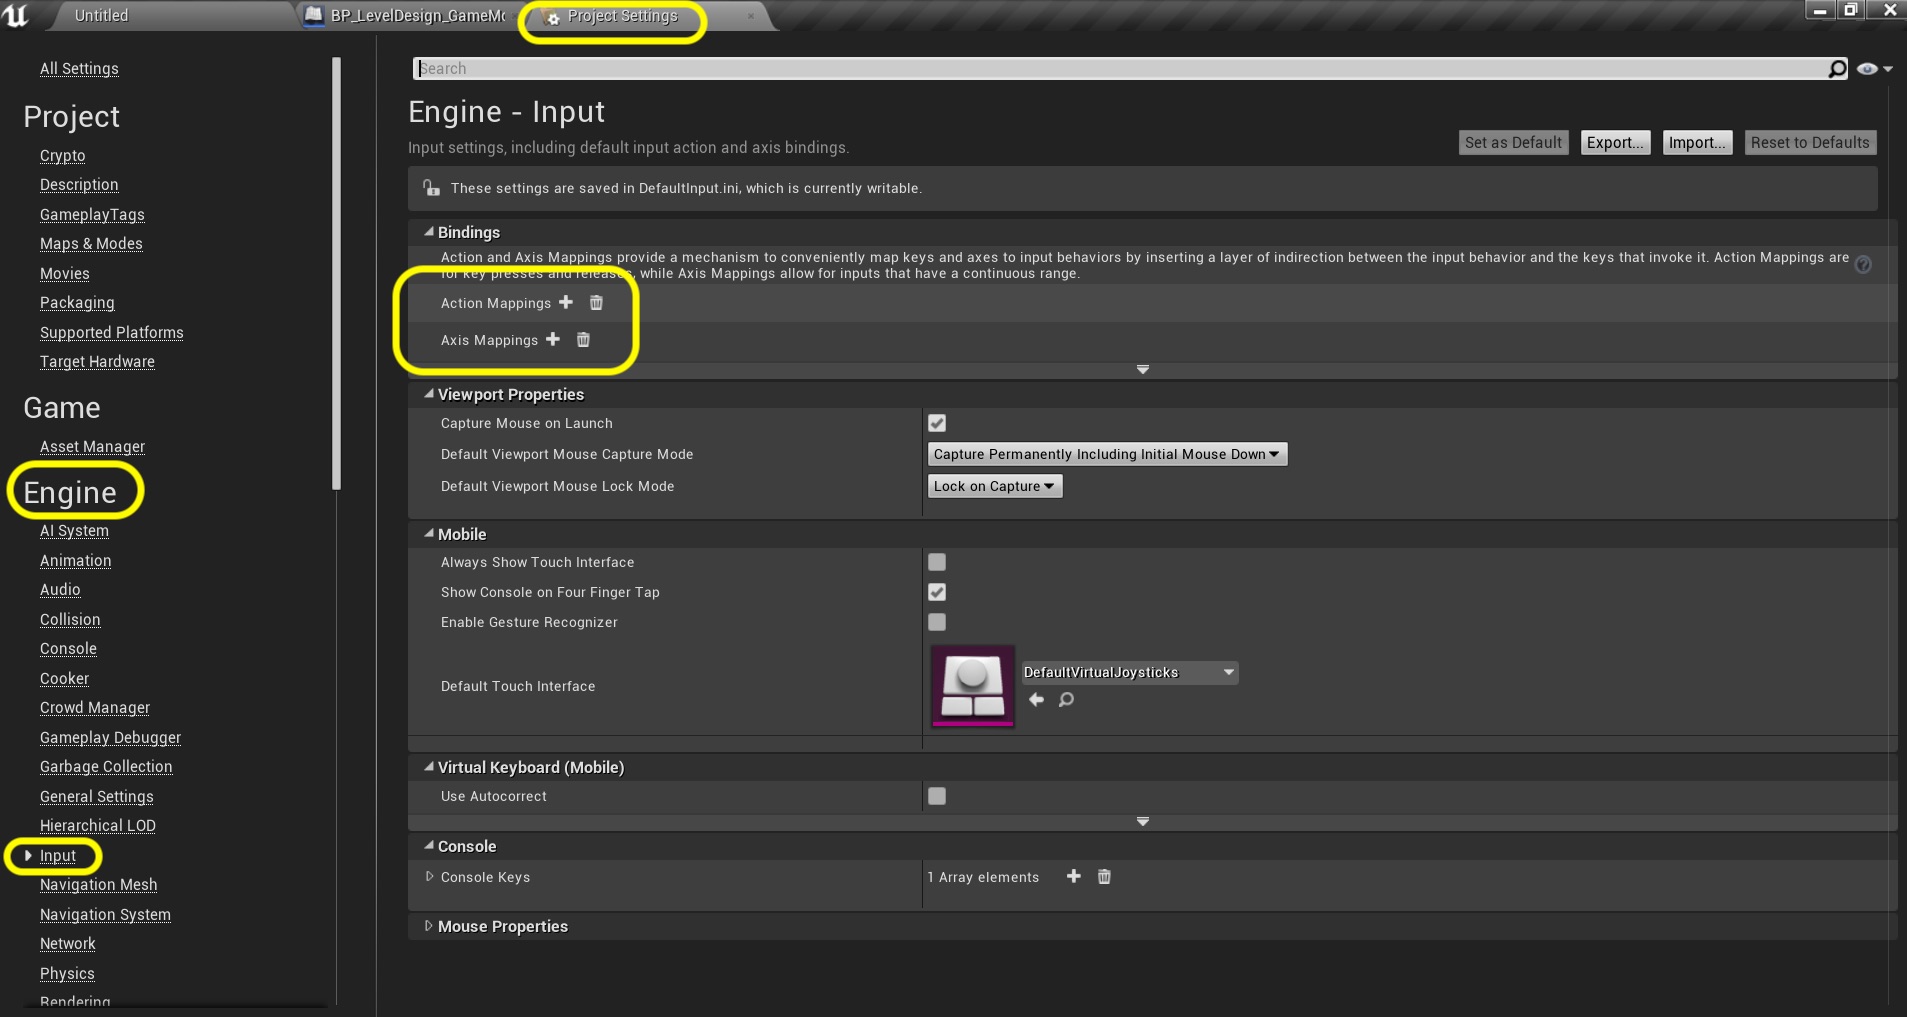 Untitled
BP_LevelDesign_GameMo
Project Settings
All Settings
Project
Crypto
Description
GameplayTags
Maps & Modes
Movies
Packaging
Supported Platforms
Target Hardware
Game
Asset Manager
Engine
AI System
Animation
Audio
Collision
Console
Cooker
Crowd Manager
Gameplay Debugger
Garbage Collection
General Settings
Hierarchical LOD
Input
Navigation Mesh
Navigation System
Network
Physics
Rendering
Search
Engine - Input
Input settings, including default input action and axis bindings.
Set as Default
Export...
Import...
Reset to Defaults
These settings are saved in DefaultInput.ini, which is currently writable.
Bindings
Action and Axis Mappings provide a mechanism to conveniently map keys and axes to input behaviors by inserting a layer of indirection between the input behavior and the keys that invoke it. Action Mappings are
for key presses and releases, while Axis Mappings allow for inputs that have a continuous range.
Action Mappings
Axis Mappings
Viewport Properties
Capture Mouse on Launch
Default Viewport Mouse Capture Mode
Capture Permanently Including Initial Mouse Down
Default Viewport Mouse Lock Mode
Lock on Capture
Mobile
Always Show Touch Interface
Show Console on Four Finger Tap
Enable Gesture Recognizer
Default Touch Interface
DefaultVirtualJoysticks
Virtual Keyboard (Mobile)
Use Autocorrect
Console
Console Keys
1 Array elements
Mouse Properties